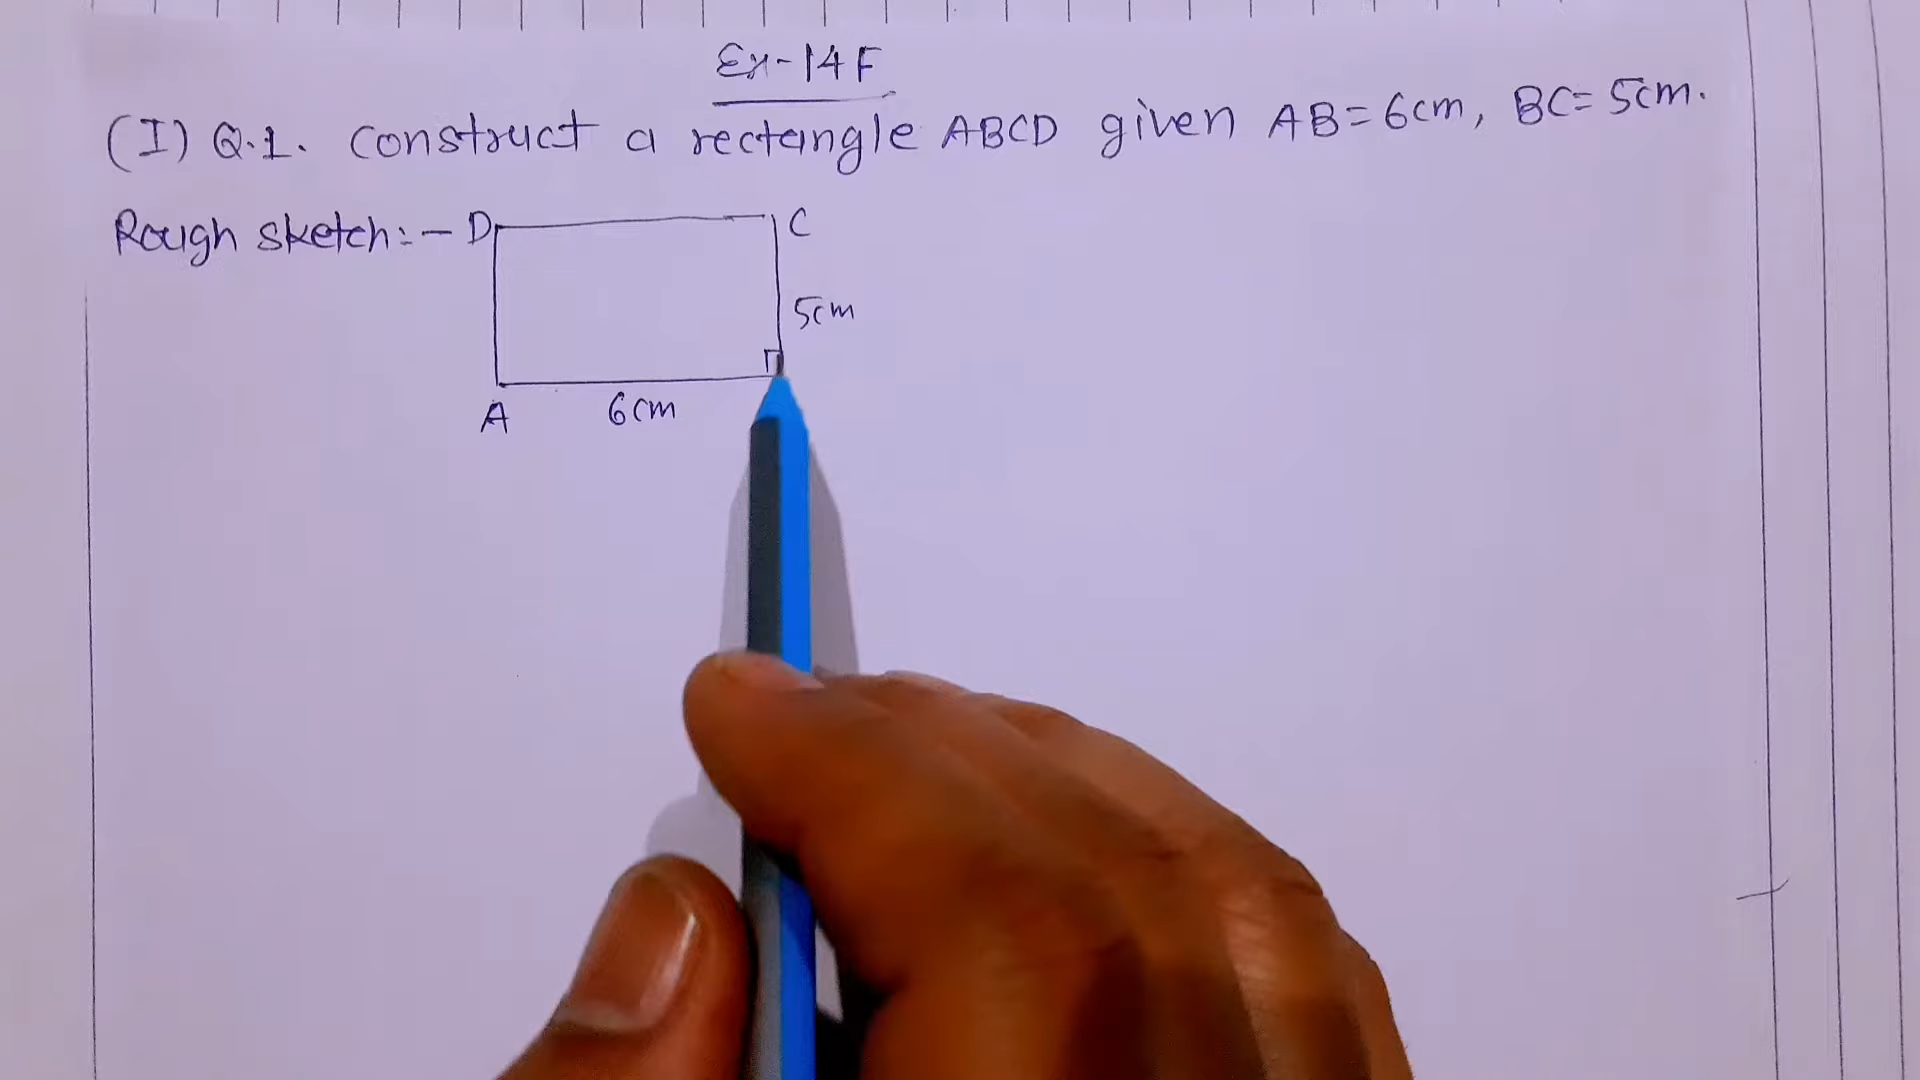 Ex-14F
(I) Q.1. construct a rectangle ABCD given AB=6cm, BC=5cm.
Rough sketch:- D C
5cm
A 6cm